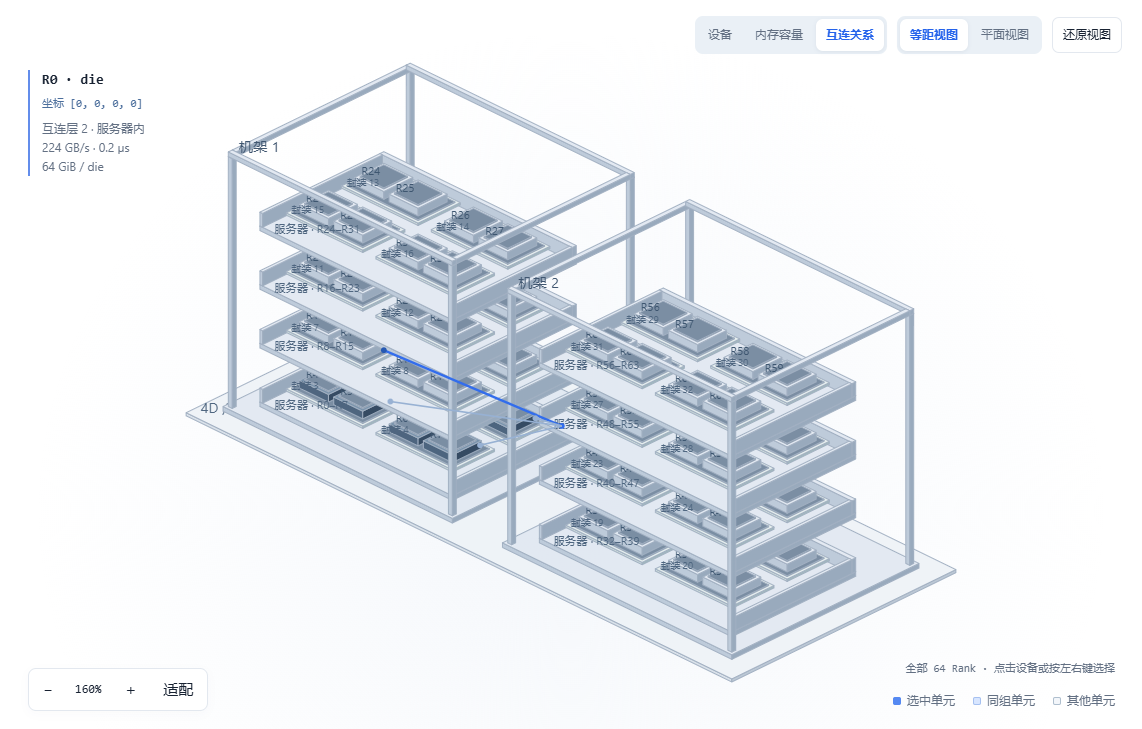 设备 内存容量 互连关系 等距视图 平面视图 还原视图
R0 · die
坐标 [0, 0, 0, 0]
互连层 2 · 服务器内
224 GB/s · 0.2 µs
64 GiB / die
机架 1
R24
封装 13
R25
封装 15
R26
封装 14
R27
服务器 · R24–R31
封装 16
封装 11
服务器 · R16–R23
封装 12
封装 7
服务器 · R8–R15
封装 8
封装 3
4D
机架 2
R56
封装 29
R57
封装 31
R58
封装 30
R59
服务器 · R56–R63
封装 32
封装 27
服务器 · R48–R55
封装 28
封装 23
服务器 · R40–R47
封装 24
封装 19
服务器 · R32–R39
封装 20
全部 64 Rank · 点击设备或按左右键选择
− 160% + 适配
选中单元 同组单元 其他单元